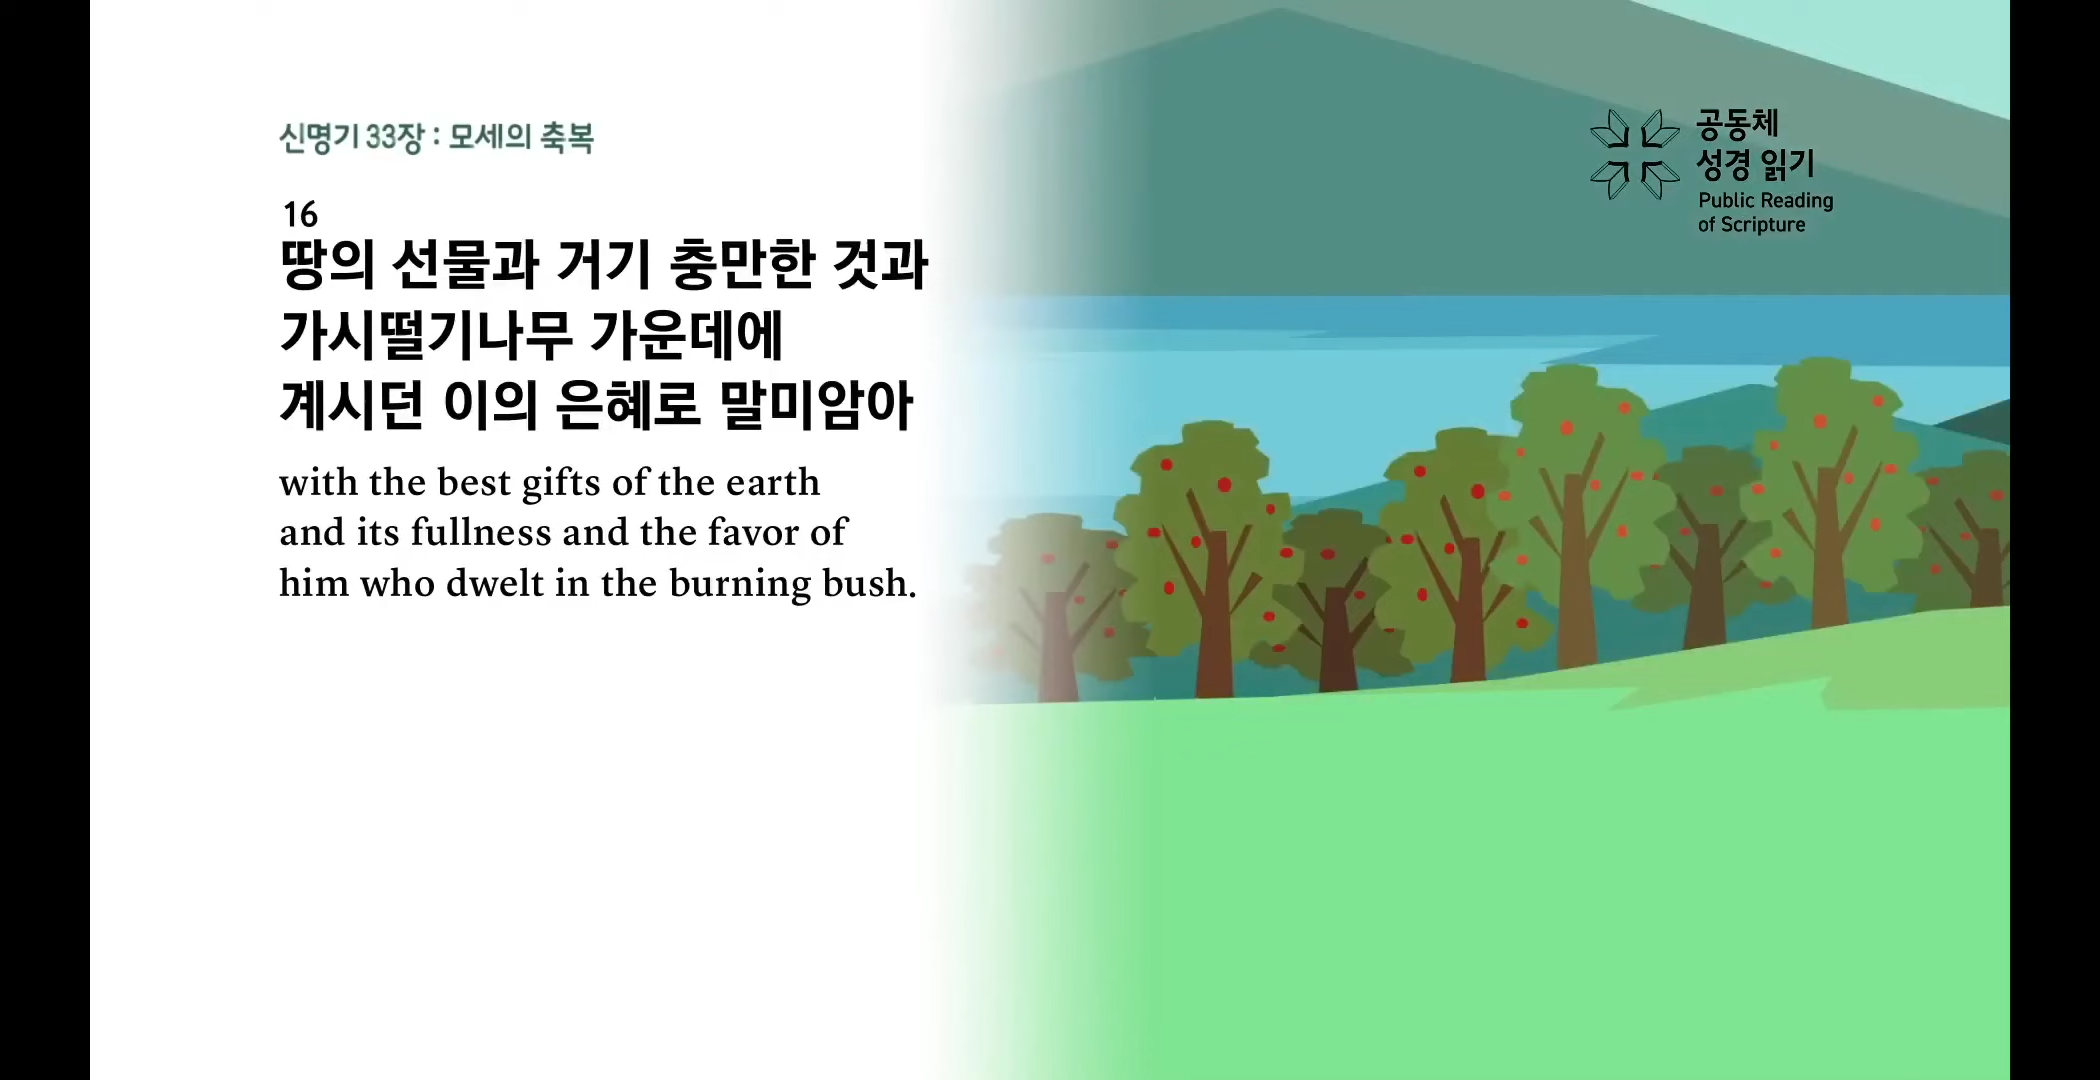 신명기 33장 : 모세의 축복
16
땅의 선물과 거기 충만한 것과
가시떨기나무 가운데에
계시던 이의 은혜로 말미암아
with the best gifts of the earth
and its fullness and the favor of
him who dwelt in the burning bush.
공동체
성경 읽기
Public Reading
of Scripture